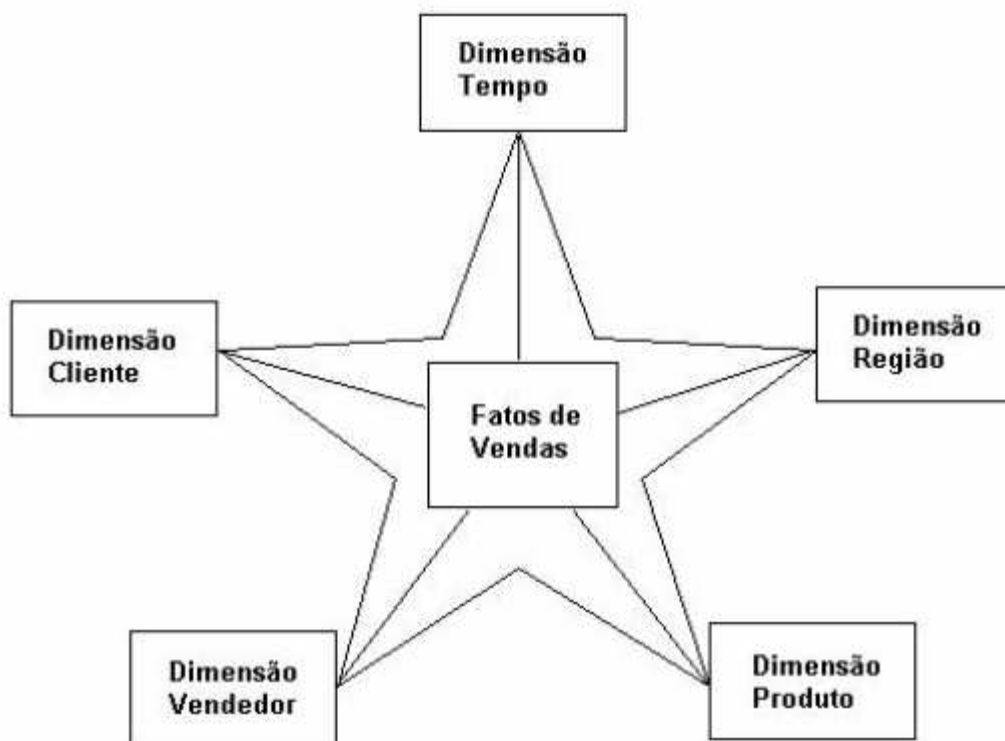 Dimensão
Tempo
Dimensão
Cliente
Dimensão
Região
Fatos de
Vendas
Dimensão
Vendedor
Dimensão
Produto